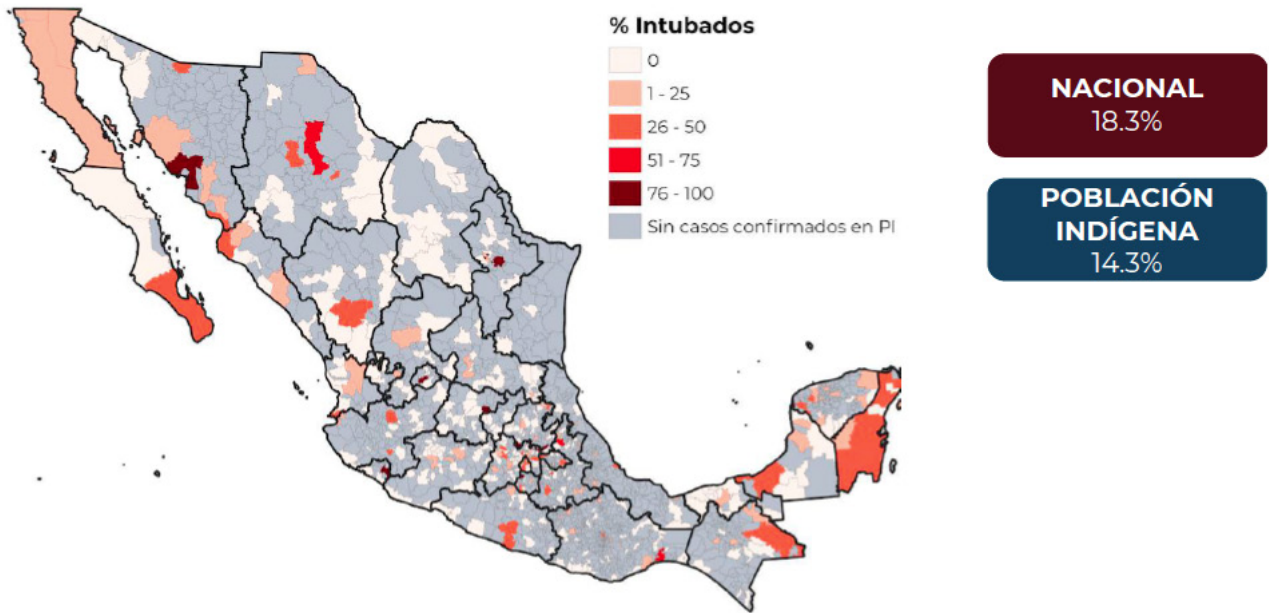 % Intubados
0
1 - 25
26 - 50
51 - 75
76 - 100
Sin casos confirmados en PI
NACIONAL
18.3%
POBLACIÓN
INDÍGENA
14.3%